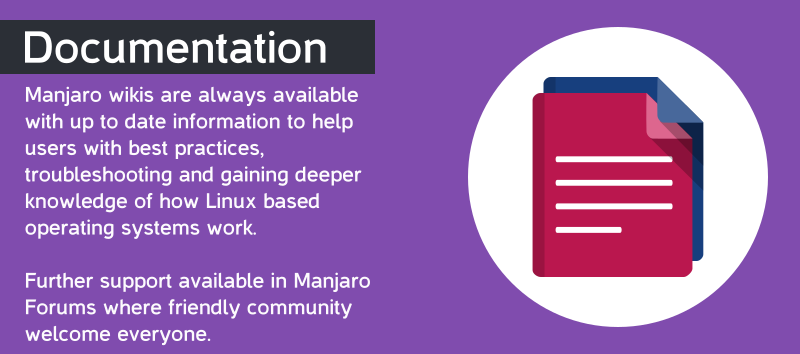 Documentation
Manjaro wikis are always available
with up to date information to help
users with best practices,
troubleshooting and gaining deeper
knowledge of how Linux based
operating systems work.
Further support available in Manjaro
Forums where friendly community
welcome everyone.